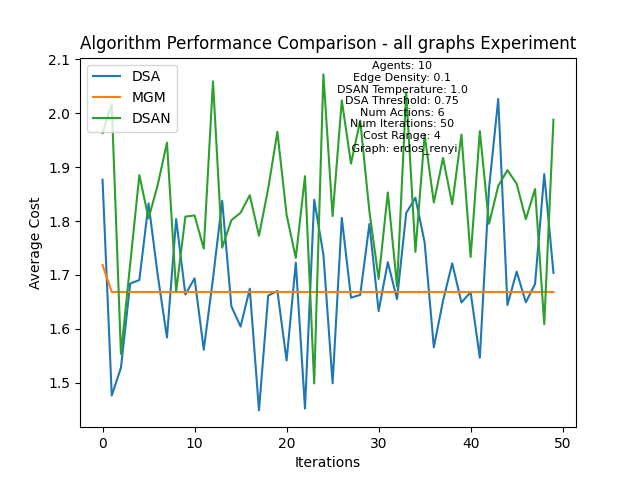 Algorithm Performance Comparison - all graphs Experiment
DSA
MGM
DSAN
Agents: 10
Edge Density: 0.1
DSAN Temperature: 1.0
DSA Threshold: 0.75
Num Actions: 6
Num Iterations: 50
Cost Range: 4
Graph: erdos_renyi
2.1
2.0
1.9
1.8
1.7
1.6
1.5
Average Cost
0 10 20 30 40 50
Iterations